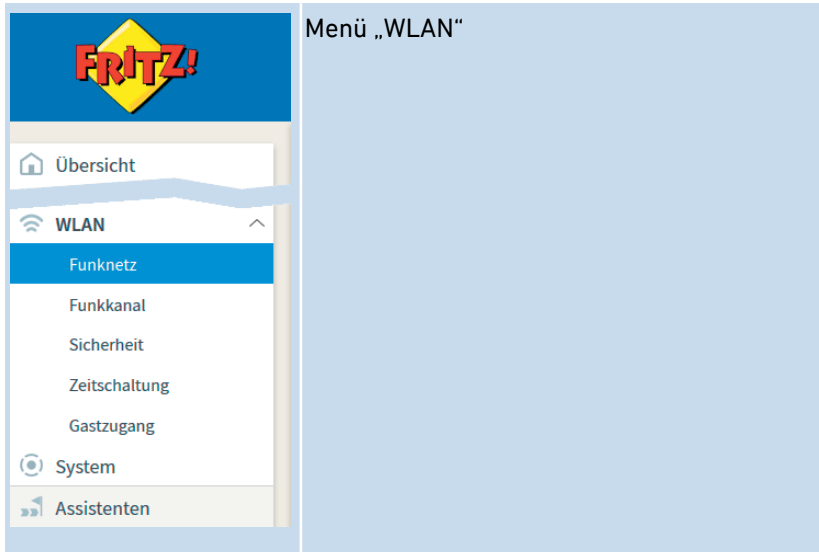 FRITZ!
Menü „WLAN“
Übersicht
WLAN
Funknetz
Funkkanal
Sicherheit
Zeitschaltung
Gastzugang
System
Assistenten